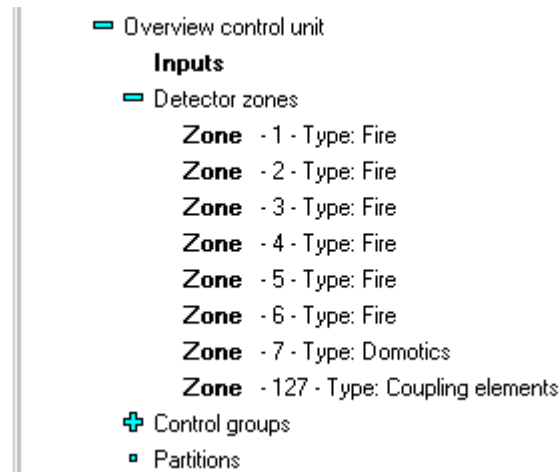 Overview control unit
Inputs
Detector zones
Zone - 1 - Type: Fire
Zone - 2 - Type: Fire
Zone - 3 - Type: Fire
Zone - 4 - Type: Fire
Zone - 5 - Type: Fire
Zone - 6 - Type: Fire
Zone - 7 - Type: Domotics
Zone - 127 - Type: Coupling elements
Control groups
Partitions